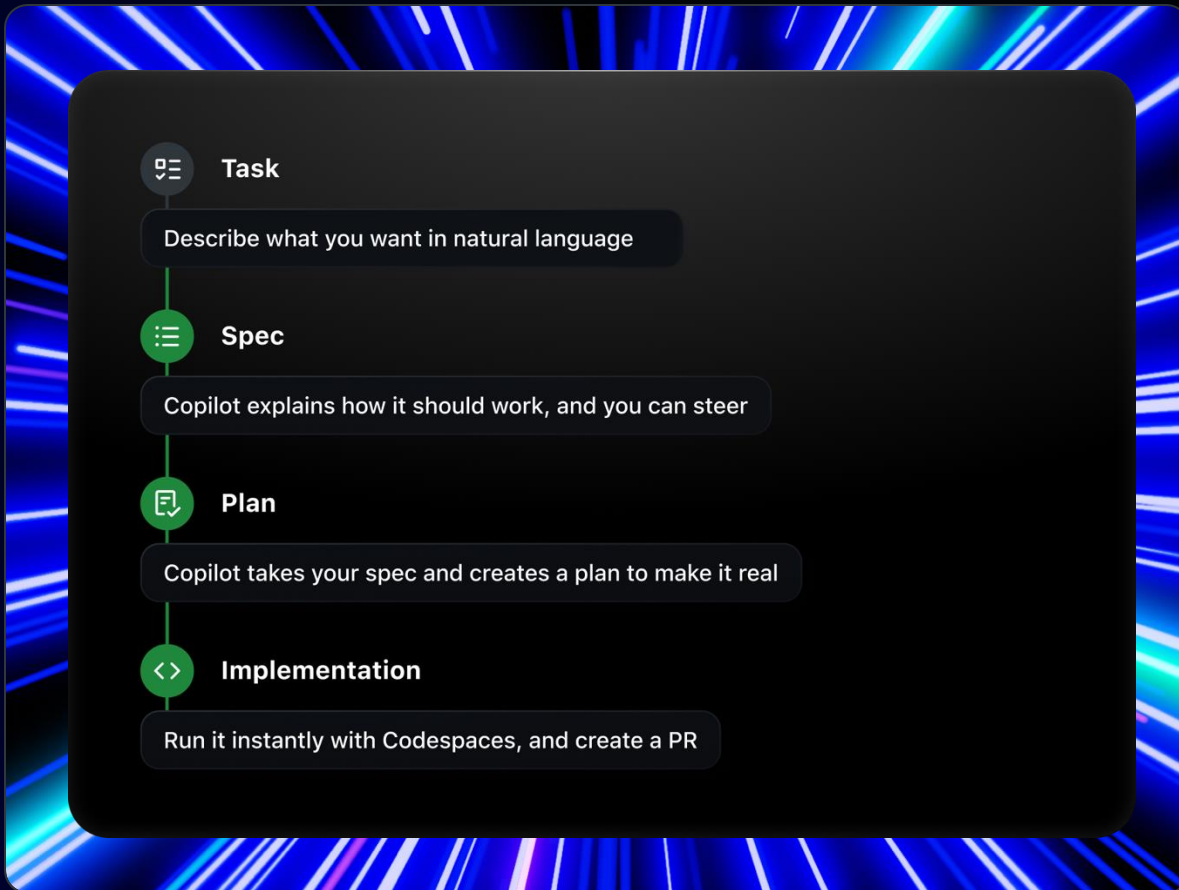 Task
Describe what you want in natural language
Spec
Copilot explains how it should work, and you can steer
Plan
Copilot takes your spec and creates a plan to make it real
Implementation
Run it instantly with Codespaces, and create a PR